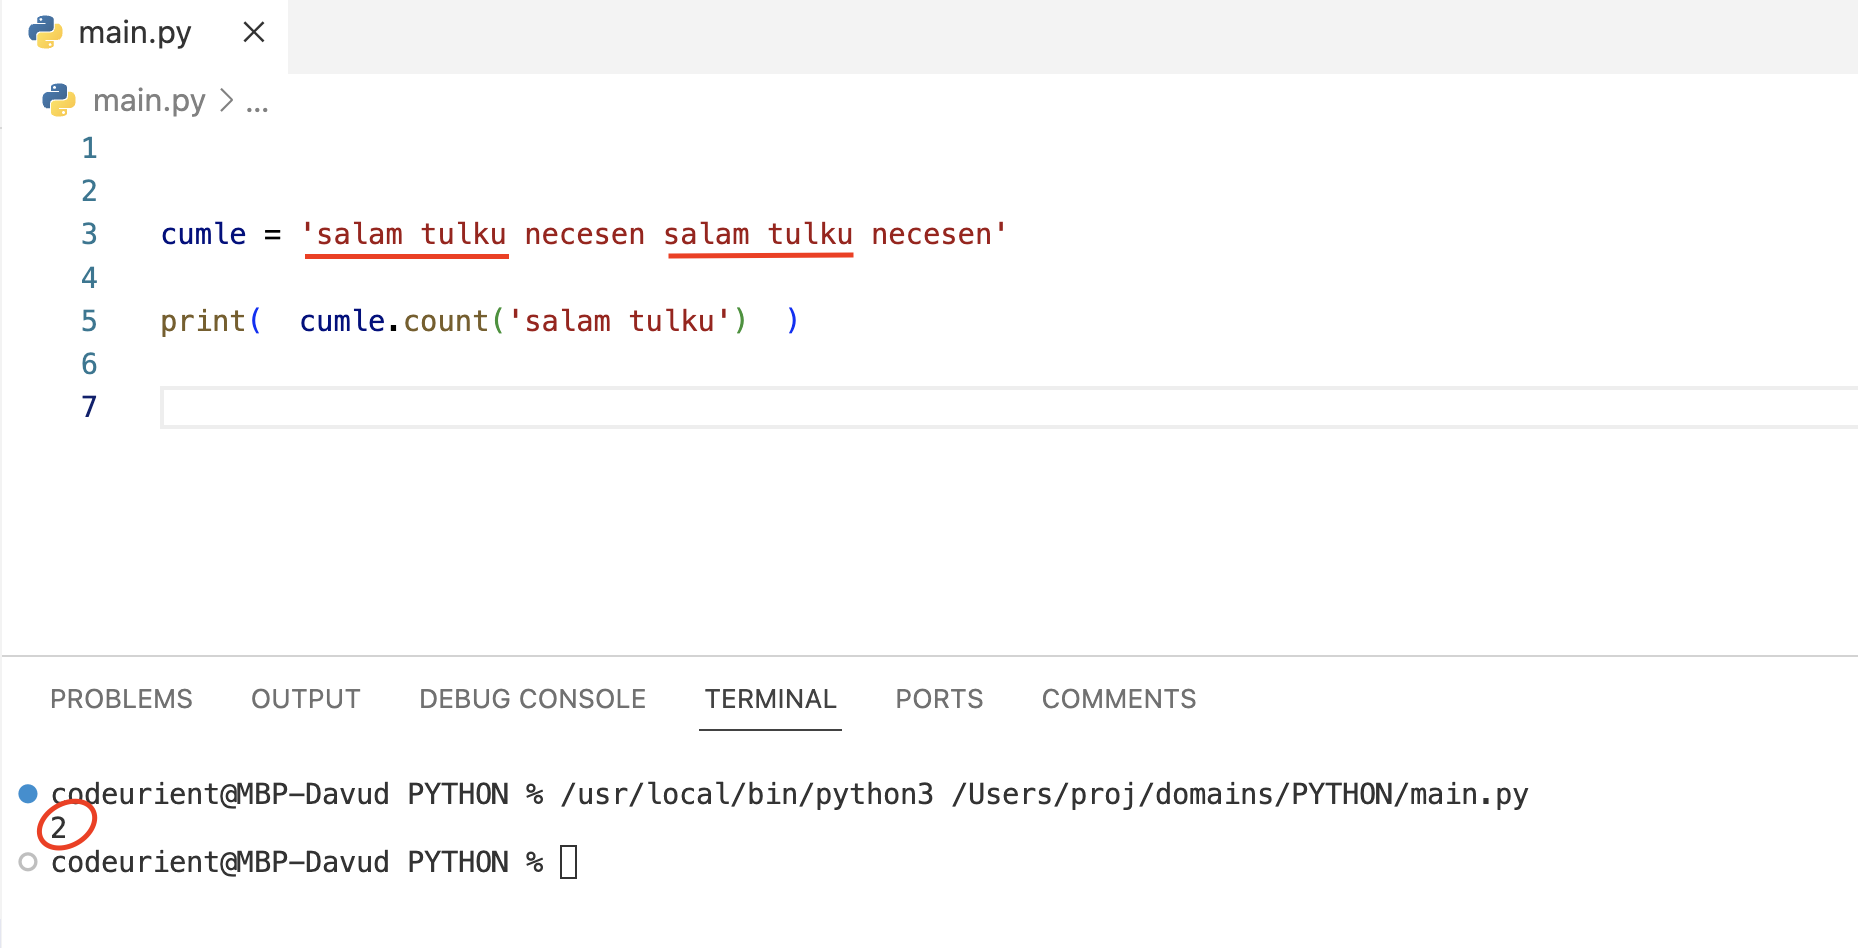 main.py
main.py > ...
1
2
3 cumle = 'salam tulku necesen salam tulku necesen'
4
5 print(  cumle.count('salam tulku')  )
6
7
PROBLEMS OUTPUT DEBUG CONSOLE TERMINAL PORTS COMMENTS
codeurient@MBP-Davud PYTHON % /usr/local/bin/python3 /Users/proj/domains/PYTHON/main.py
2
codeurient@MBP-Davud PYTHON %